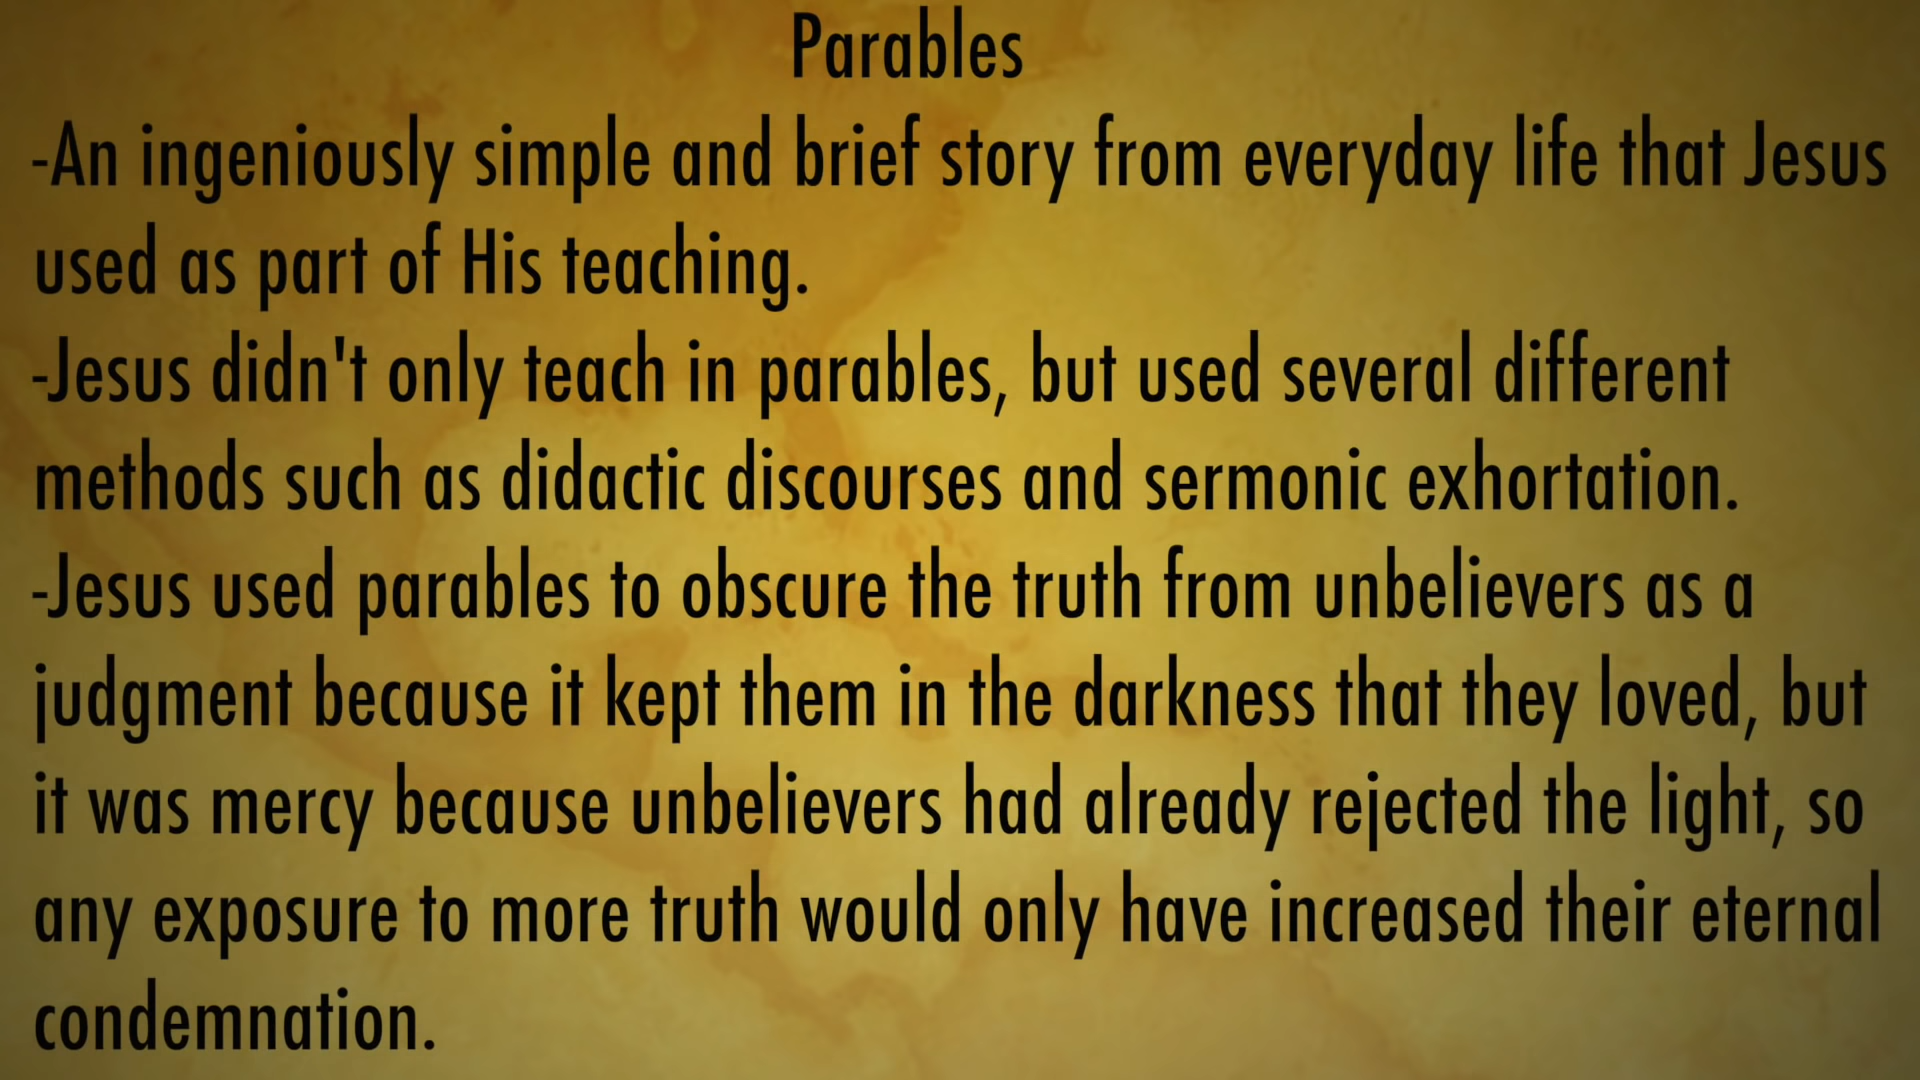 Parables
-An ingeniously simple and brief story from everyday life that Jesus
used as part of His teaching.
-Jesus didn't only teach in parables, but used several different
methods such as didactic discourses and sermonic exhortation.
-Jesus used parables to obscure the truth from unbelievers as a
judgment because it kept them in the darkness that they loved, but
it was mercy because unbelievers had already rejected the light, so
any exposure to more truth would only have increased their eternal
condemnation.